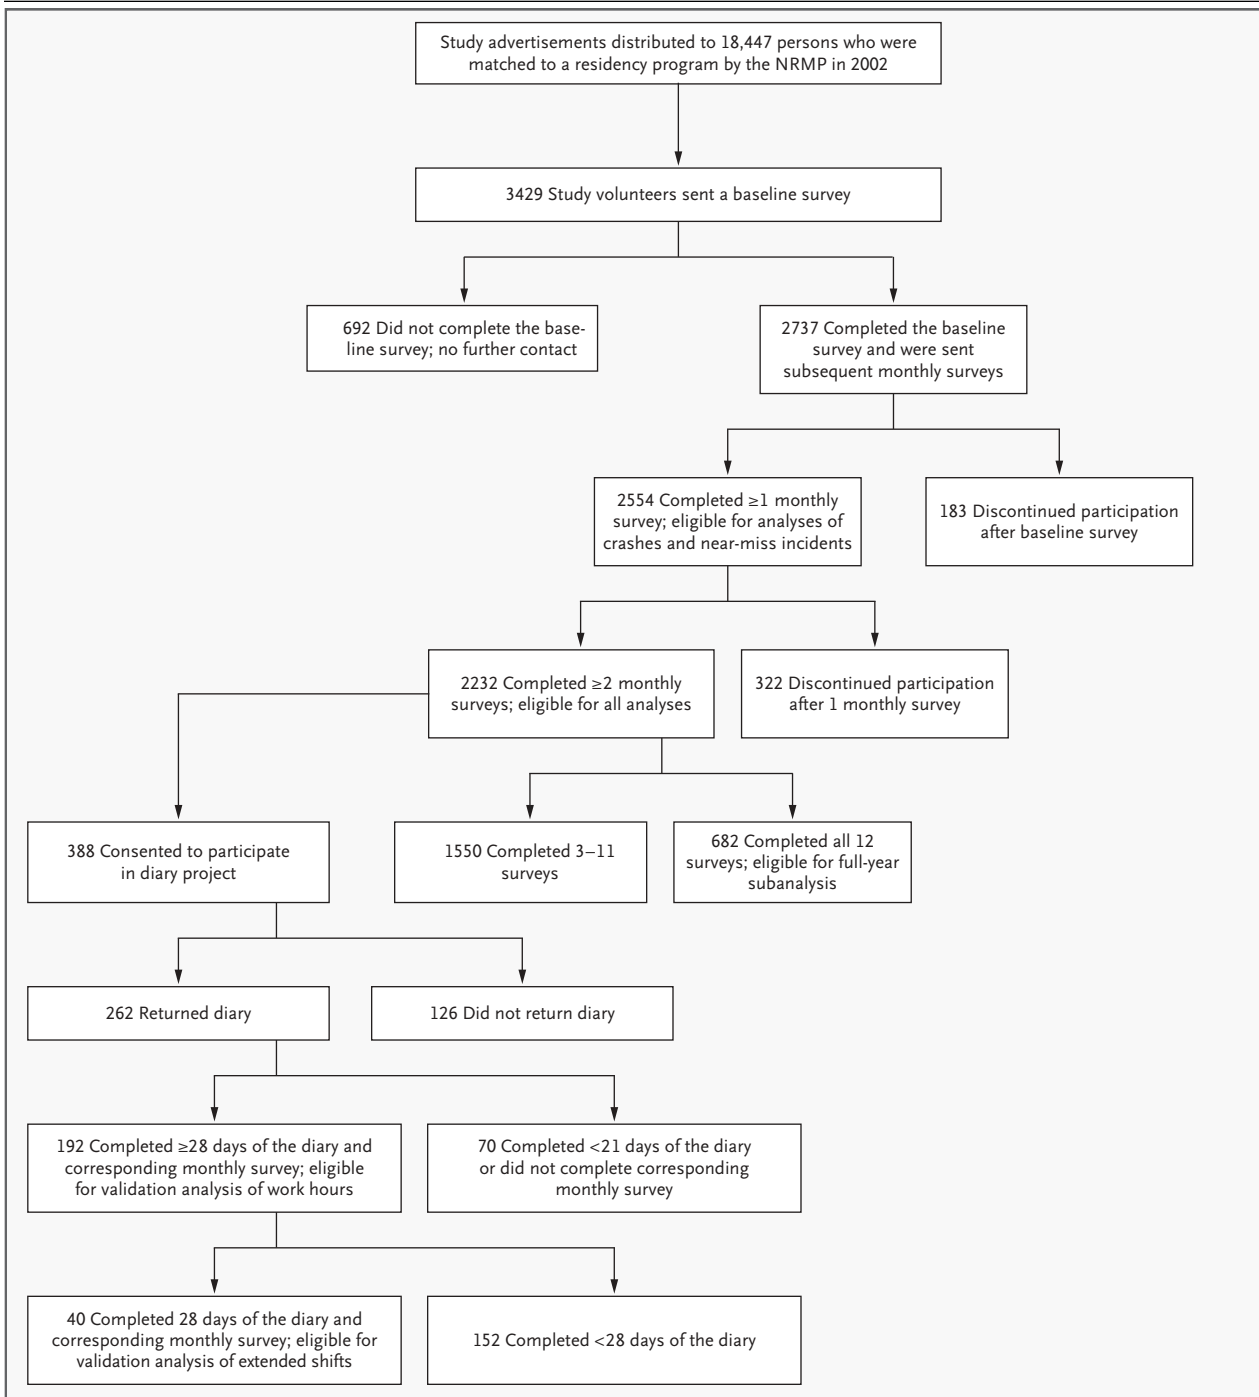 Study advertisements distributed to 18,447 persons who were
matched to a residency program by the NRMP in 2002
3429 Study volunteers sent a baseline survey
692 Did not complete the base-
line survey; no further contact
2737 Completed the baseline
survey and were sent
subsequent monthly surveys
2554 Completed ≥1 monthly
survey; eligible for analyses of
crashes and near-miss incidents
183 Discontinued participation
after baseline survey
2232 Completed ≥2 monthly
surveys; eligible for all analyses
322 Discontinued participation
after 1 monthly survey
388 Consented to participate
in diary project
1550 Completed 3–11
surveys
682 Completed all 12
surveys; eligible for full-year
subanalysis
262 Returned diary
126 Did not return diary
192 Completed ≥28 days of the diary and
corresponding monthly survey; eligible
for validation analysis of work hours
70 Completed <21 days of the diary
or did not complete corresponding
monthly survey
40 Completed 28 days of the diary and
corresponding monthly survey; eligible for
validation analysis of extended shifts
152 Completed <28 days of the diary